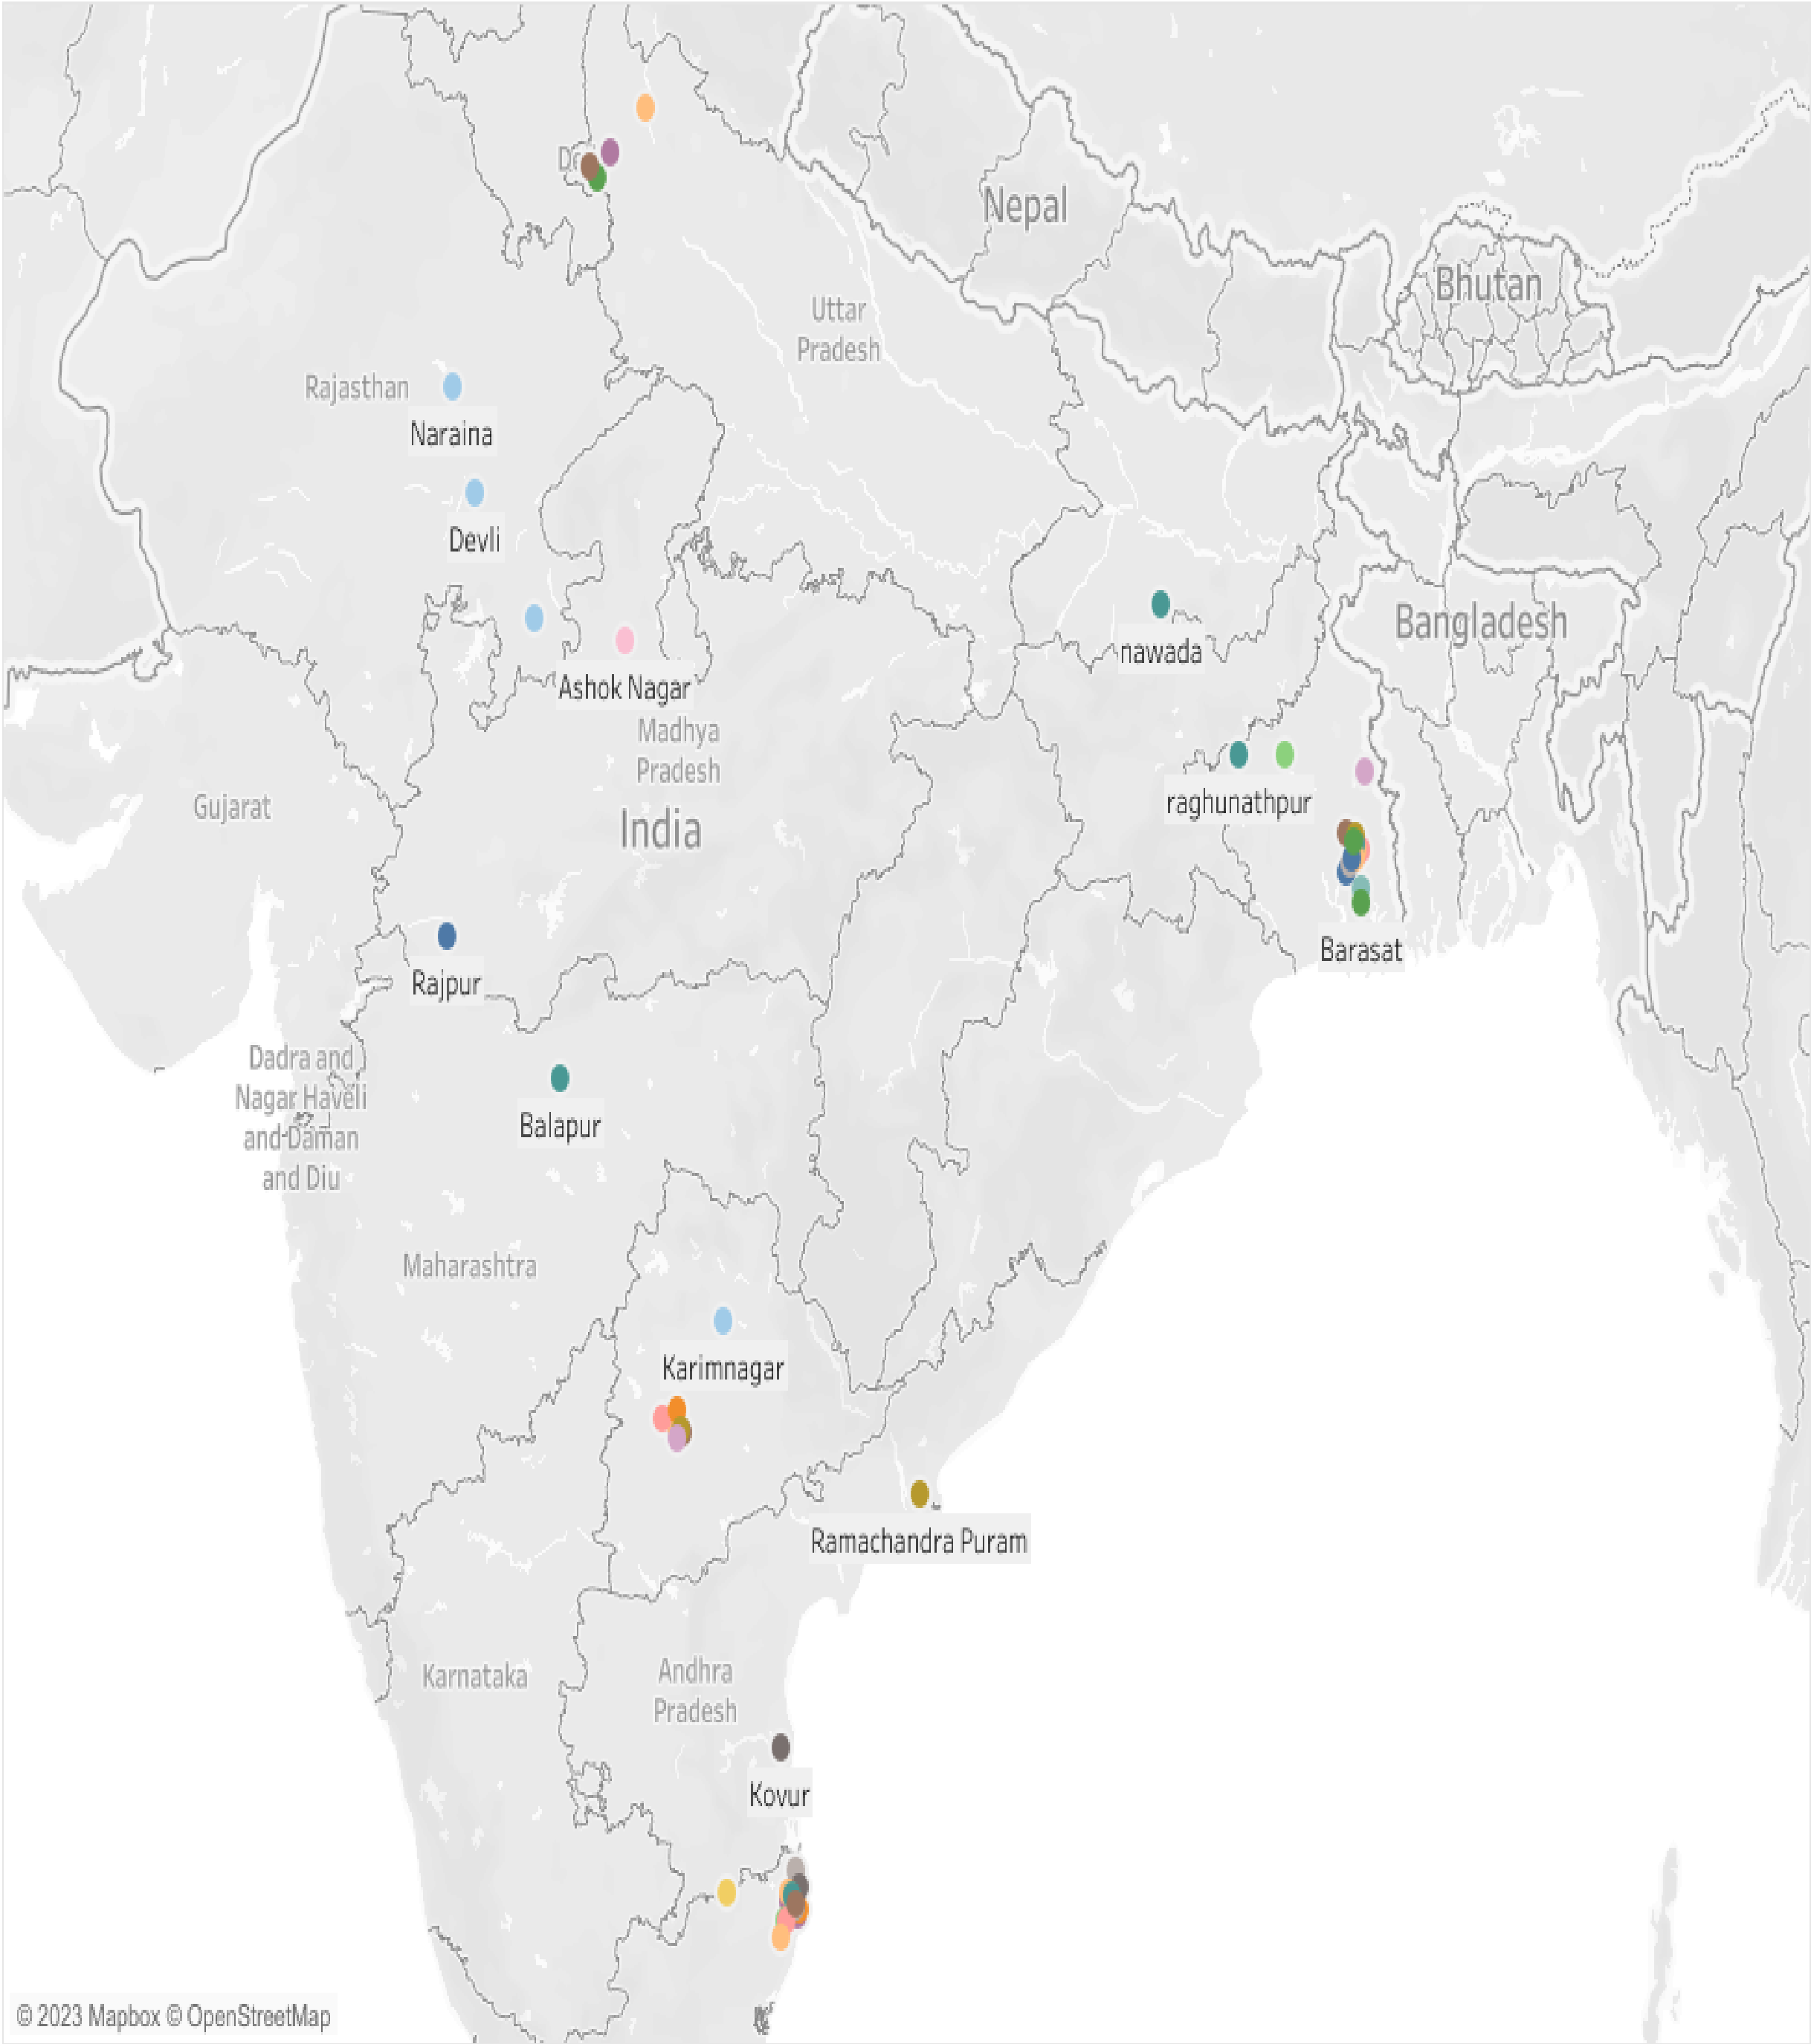 Nepal
Bhutan
Uttar
Pradesh
Rajasthan
Naraina
Devli
Bangladesh
nawada
Ashok Nagar
Madhya
Pradesh
raghunathpur
Gujarat
India
Barasat
Rajpur
Dadra and
Nagar Haveli
and Daman
and Diu
Balapur
Maharashtra
Karimnagar
Ramachandra Puram
Karnataka
Andhra
Pradesh
Kovur
© 2023 Mapbox © OpenStreetMap